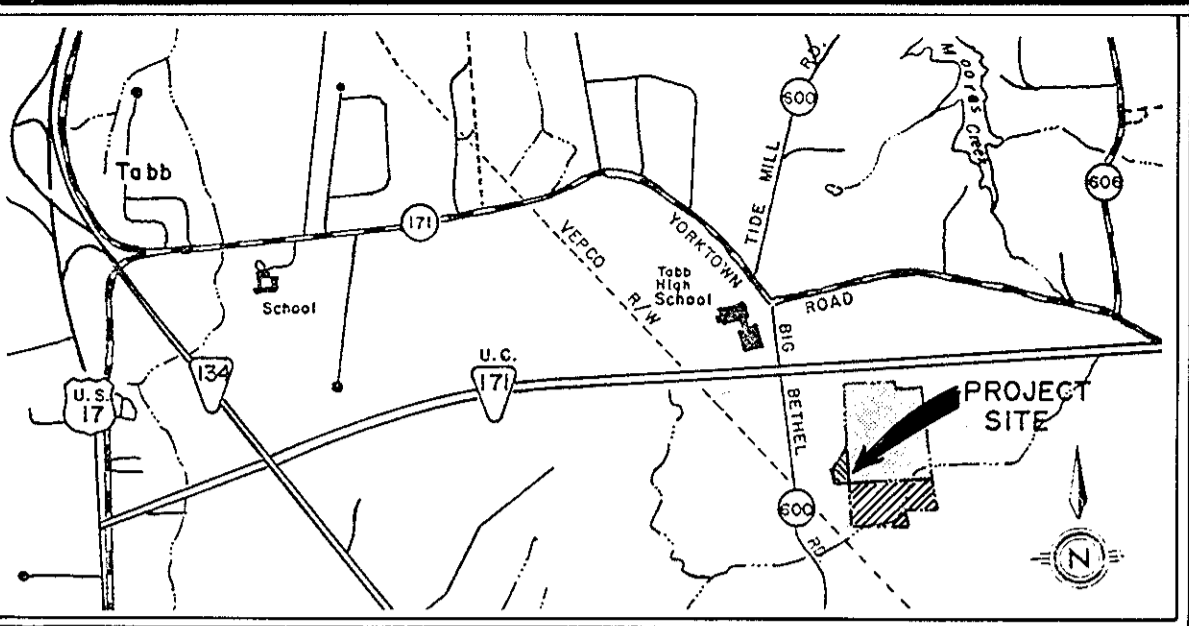 Tabb
School
171
U.S.
17
134
U.C.
171
VEPCO
R/W
YORKTOWN
ROAD
Tabb
High
School
TIDE MILL RD.
600
Moores Creek
606
BIG BETHEL
600
RD
PROJECT
SITE
N